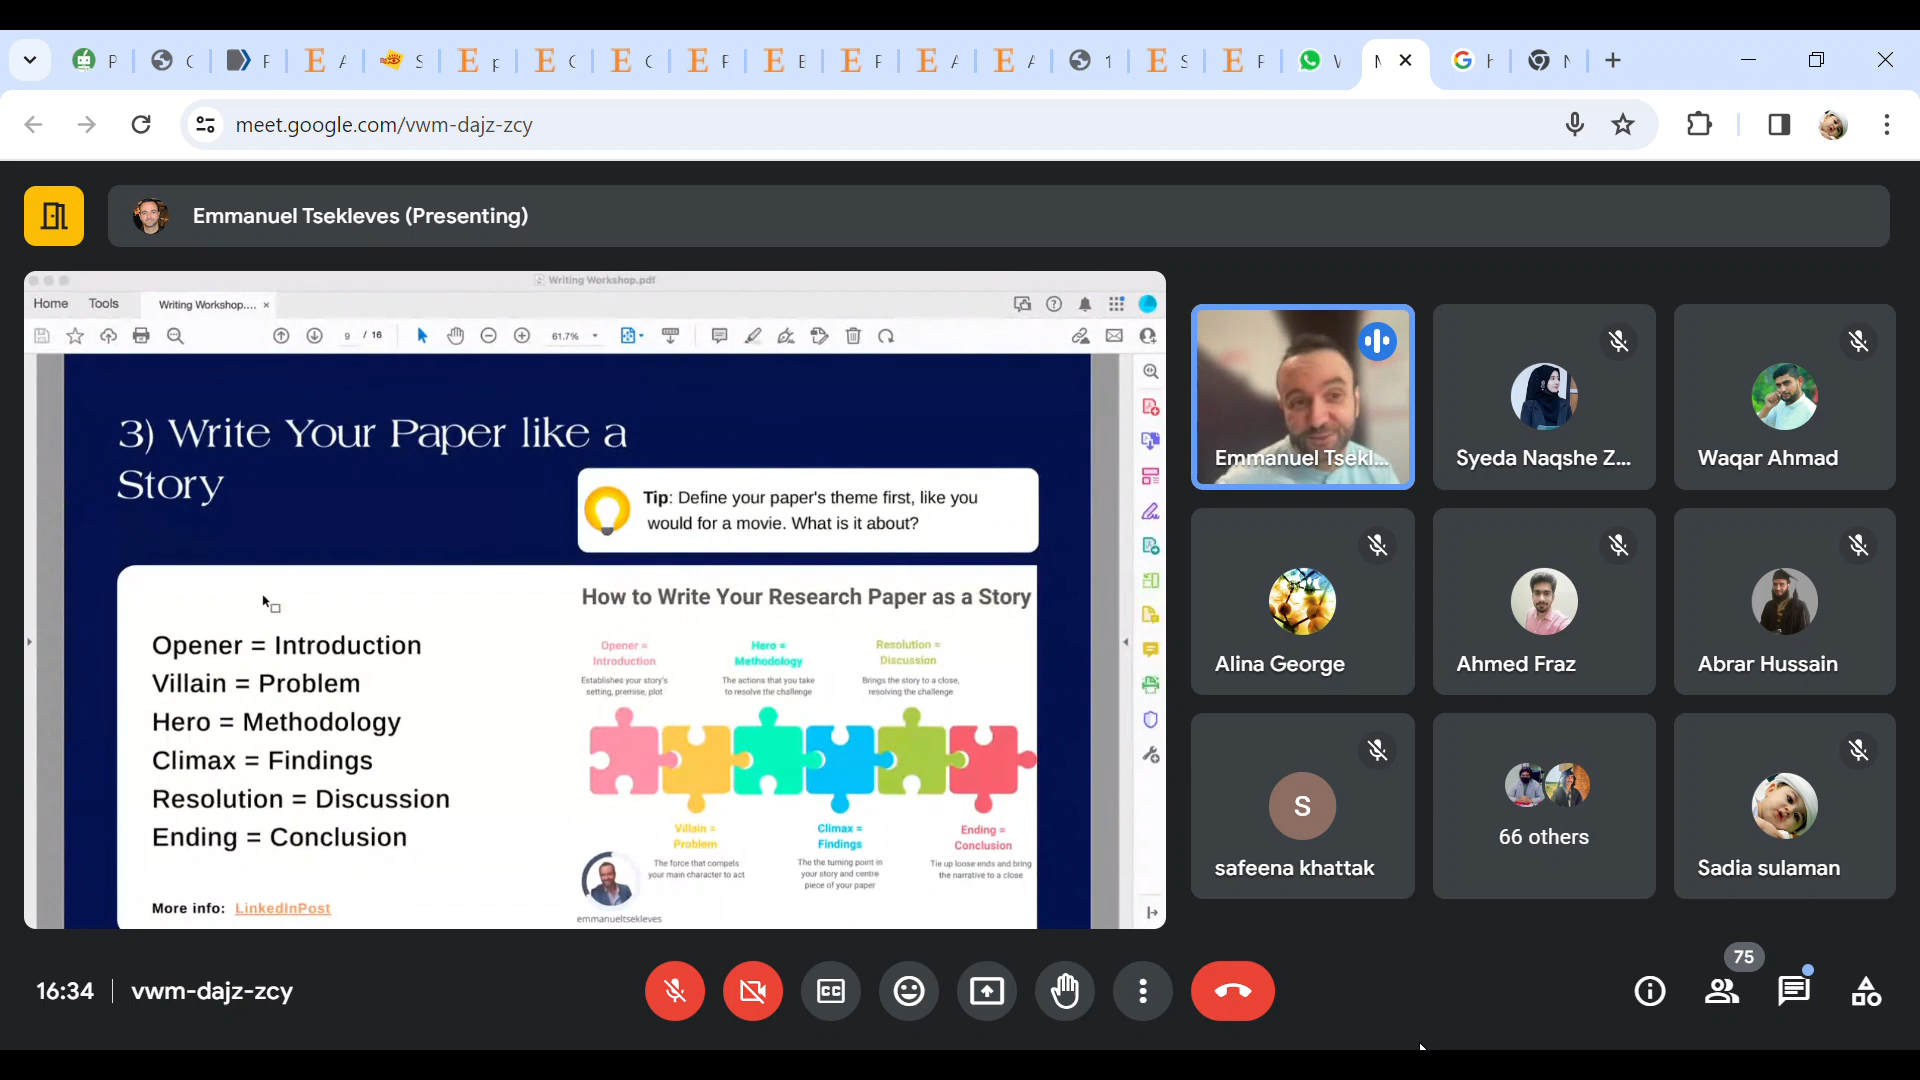 meet.google.com/vwm-dajz-zcy
Emmanuel Tsekleves (Presenting)
Writing Workshop.pdf
Home
Tools
Writing Workshop....
9 / 16
61.7%
3) Write Your Paper like a
Story
Tip: Define your paper's theme first, like you
would for a movie. What is it about?
Opener = Introduction
Villain = Problem
Hero = Methodology
Climax = Findings
Resolution = Discussion
Ending = Conclusion
More info: LinkedInPost
How to Write Your Research Paper as a Story
Opener =
Introduction
Establishes your story's
setting, premise, plot
Hero =
Methodology
The actions that you take
to resolve the challenge
Resolution =
Discussion
Brings the story to a close,
resolving the challenge
Villain =
Problem
The force that compels
your main character to act
Climax =
Findings
The the turning point in
your story and centre
piece of your paper
Ending =
Conclusion
Tie up loose ends and bring
the narrative to a close
emmanueltsekleves
Emmanuel Tsekl...
Syeda Naqshe Z...
Waqar Ahmad
Alina George
Ahmed Fraz
Abrar Hussain
S
safeena khattak
66 others
Sadia sulaman
16:34
vwm-dajz-zcy
CC
75